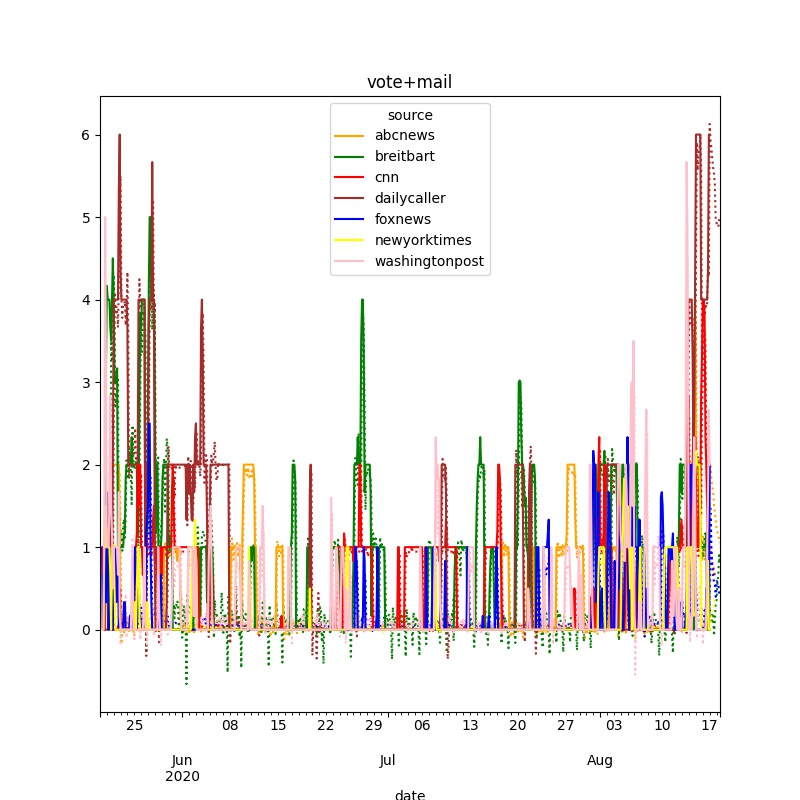 vote+mail
source
abcnews
breitbart
cnn
dailycaller
foxnews
newyorktimes
washingtonpost
6
5
4
3
2
1
0
25 08 15 22 29 06 13 20 27 03 10 17
Jun Jul Aug
2020
date